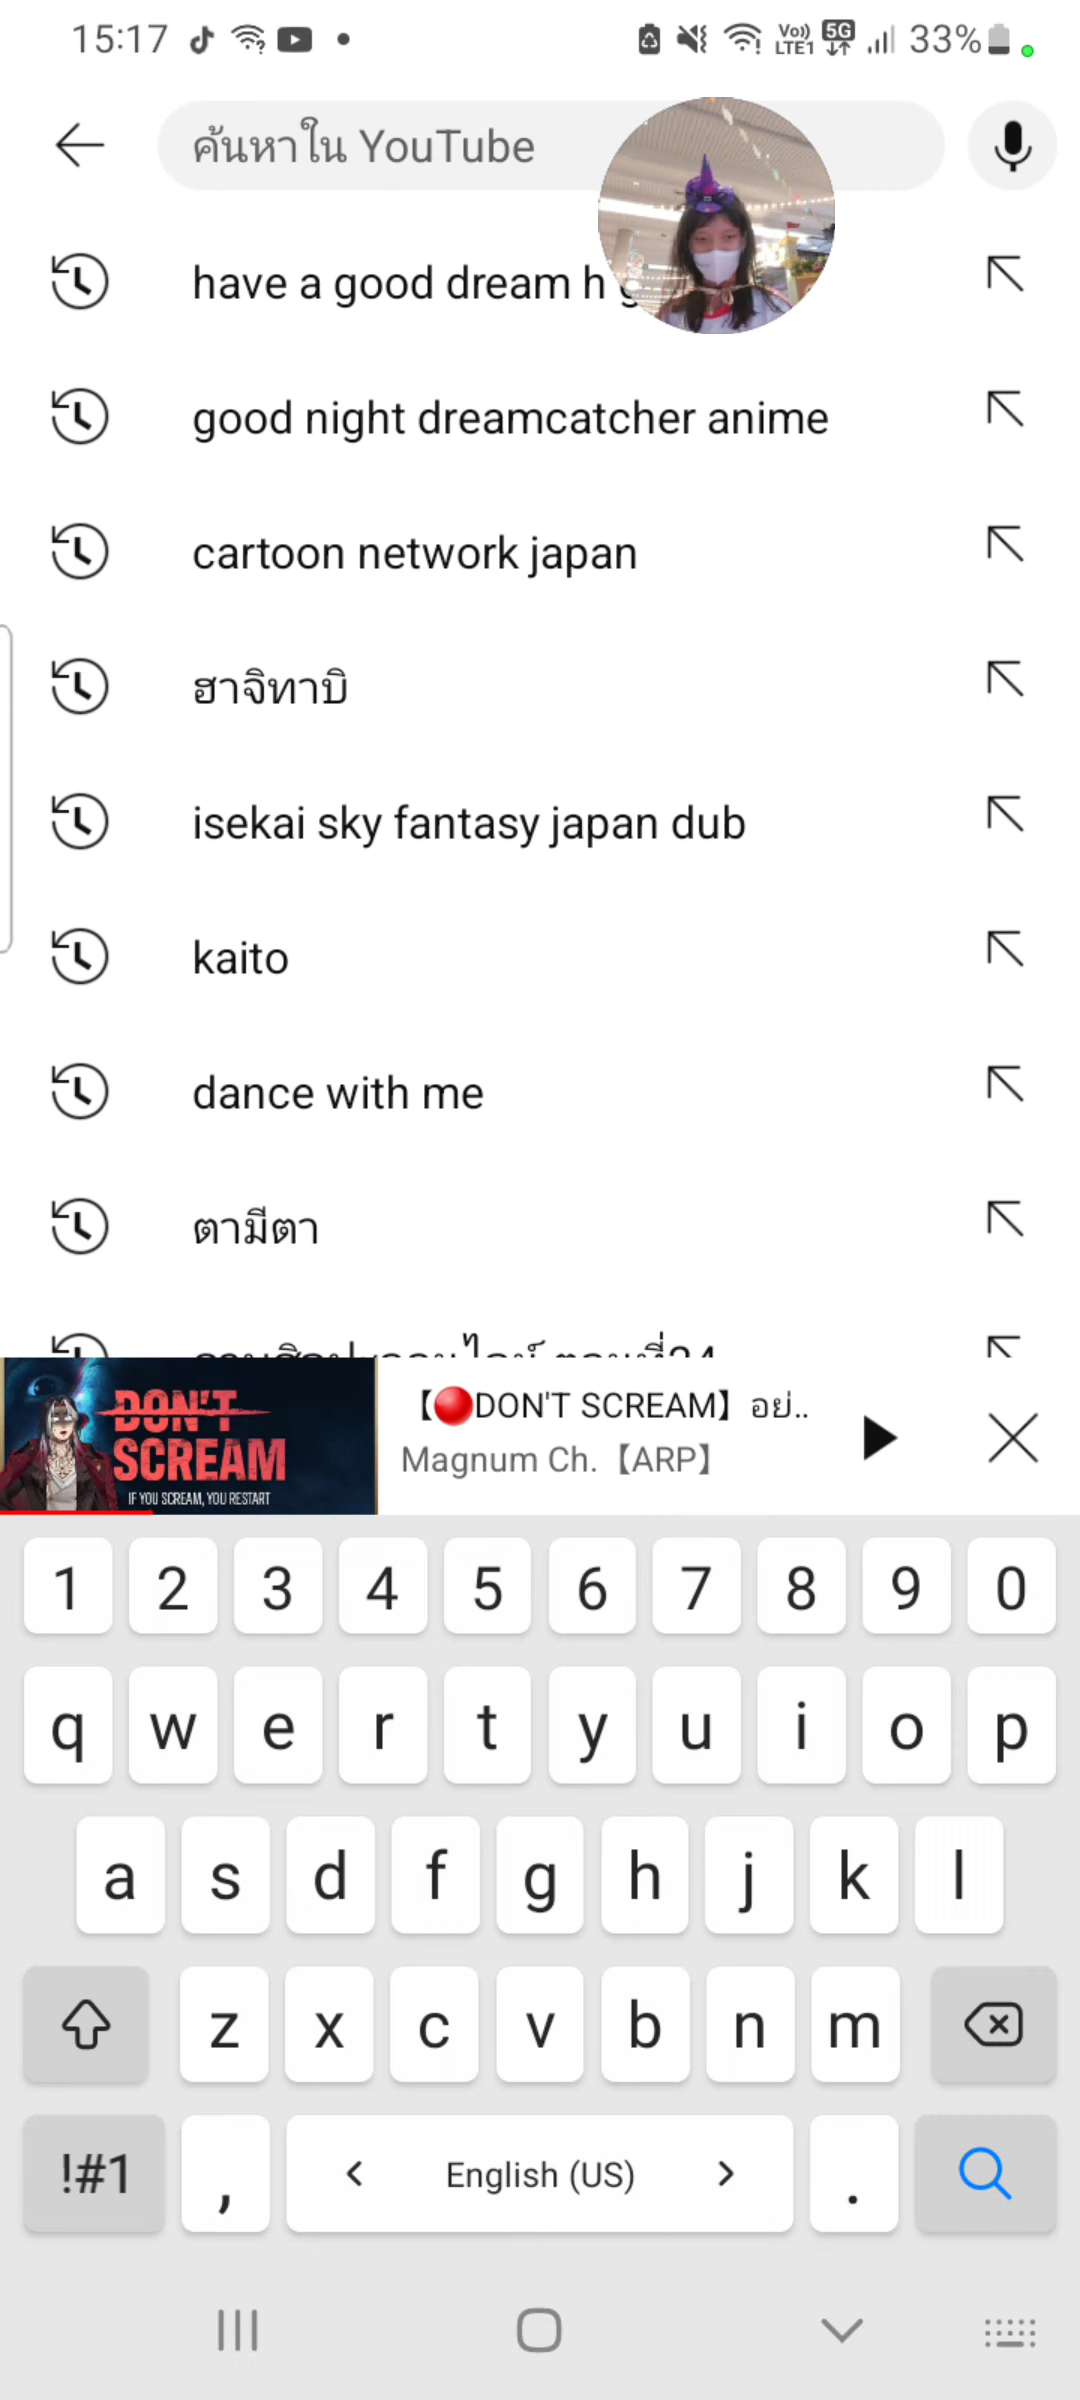 15:17
Vo)) LTE1 5G 33%
ค้นหาใน YouTube
have a good dream h
good night dreamcatcher anime
cartoon network japan
ฮาจิทาบิ
isekai sky fantasy japan dub
kaito
dance with me
ตามีตา
DON'T SCREAM
IF YOU SCREAM, YOU RESTART
【🔴DON'T SCREAM】อย่..
Magnum Ch.【ARP】
1 2 3 4 5 6 7 8 9 0
q w e r t y u i o p
a s d f g h j k l
z x c v b n m
!#1 , < English (US) > .